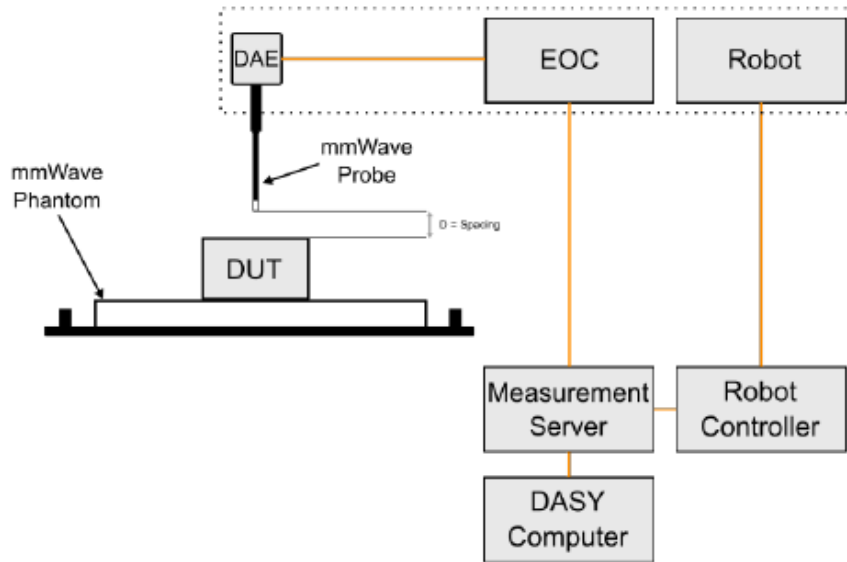 DAE
EOC
Robot
mmWave
Probe
mmWave
Phantom
D = Spacing
DUT
Measurement
Server
Robot
Controller
DASY
Computer